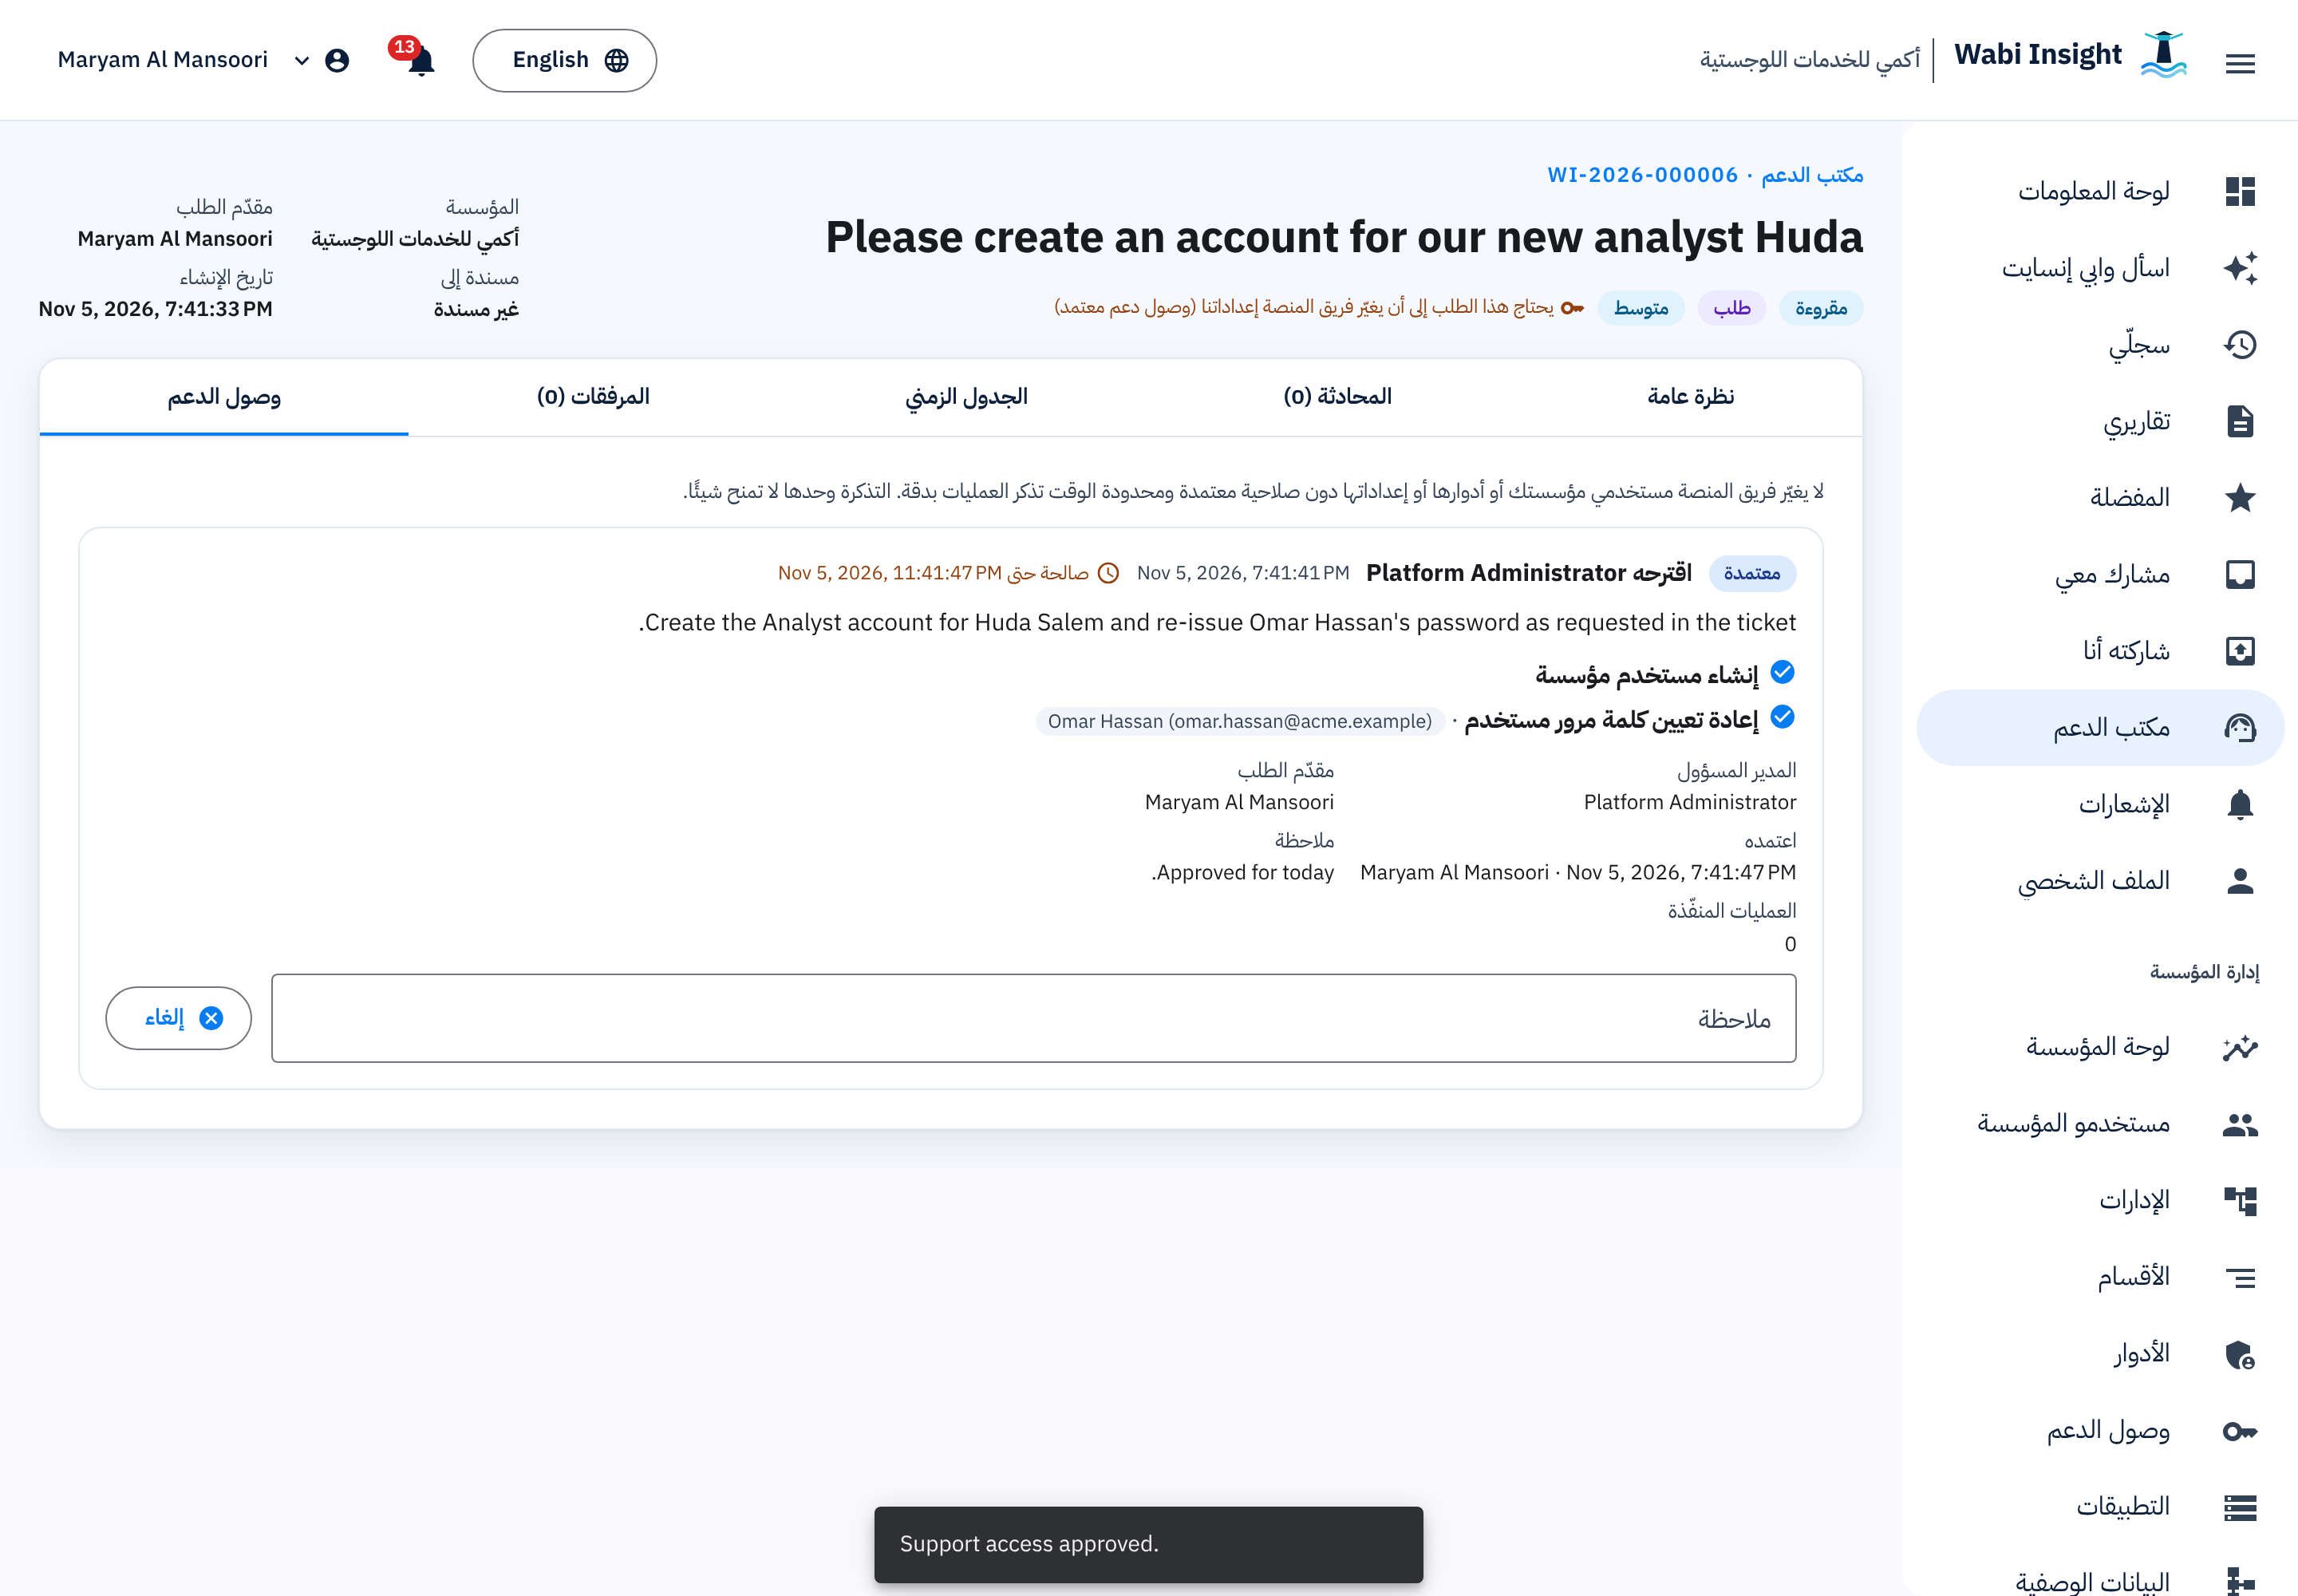 Wabi Insight
أكمي للخدمات اللوجستية
English
13
Maryam Al Mansoori
لوحة المعلومات
اسأل وابي إنسايت
سجلّي
تقاريري
المفضلة
مشارك معي
شاركته أنا
مكتب الدعم
الإشعارات
الملف الشخصي
إدارة المؤسسة
لوحة المؤسسة
مستخدمو المؤسسة
الإدارات
الأقسام
الأدوار
وصول الدعم
التطبيقات
البيانات الوصفية
مكتب الدعم · WI-2026-000006
Please create an account for our new analyst Huda
مقروءة
طلب
متوسط
يحتاج هذا الطلب إلى أن يغيّر فريق المنصة إعداداتنا (وصول دعم معتمد)
المؤسسة
أكمي للخدمات اللوجستية
مقدّم الطلب
Maryam Al Mansoori
مسندة إلى
غير مسندة
تاريخ الإنشاء
Nov 5, 2026, 7:41:33 PM
نظرة عامة
المحادثة (0)
الجدول الزمني
المرفقات (0)
وصول الدعم
لا يغيّر فريق المنصة مستخدمي مؤسستك أو أدوارها أو إعداداتها دون صلاحية معتمدة ومحدودة الوقت تذكر العمليات بدقة. التذكرة وحدها لا تمنح شيئًا.
معتمدة
اقترحه Platform Administrator
Nov 5, 2026, 7:41:41 PM
صالحة حتى Nov 5, 2026, 11:41:47 PM
Create the Analyst account for Huda Salem and re-issue Omar Hassan's password as requested in the ticket.
إنشاء مستخدم مؤسسة
إعادة تعيين كلمة مرور مستخدم · Omar Hassan (omar.hassan@acme.example)
المدير المسؤول
Platform Administrator
مقدّم الطلب
Maryam Al Mansoori
اعتمده
Maryam Al Mansoori · Nov 5, 2026, 7:41:47 PM
ملاحظة
Approved for today.
العمليات المنفّذة
0
ملاحظة
إلغاء
Support access approved.